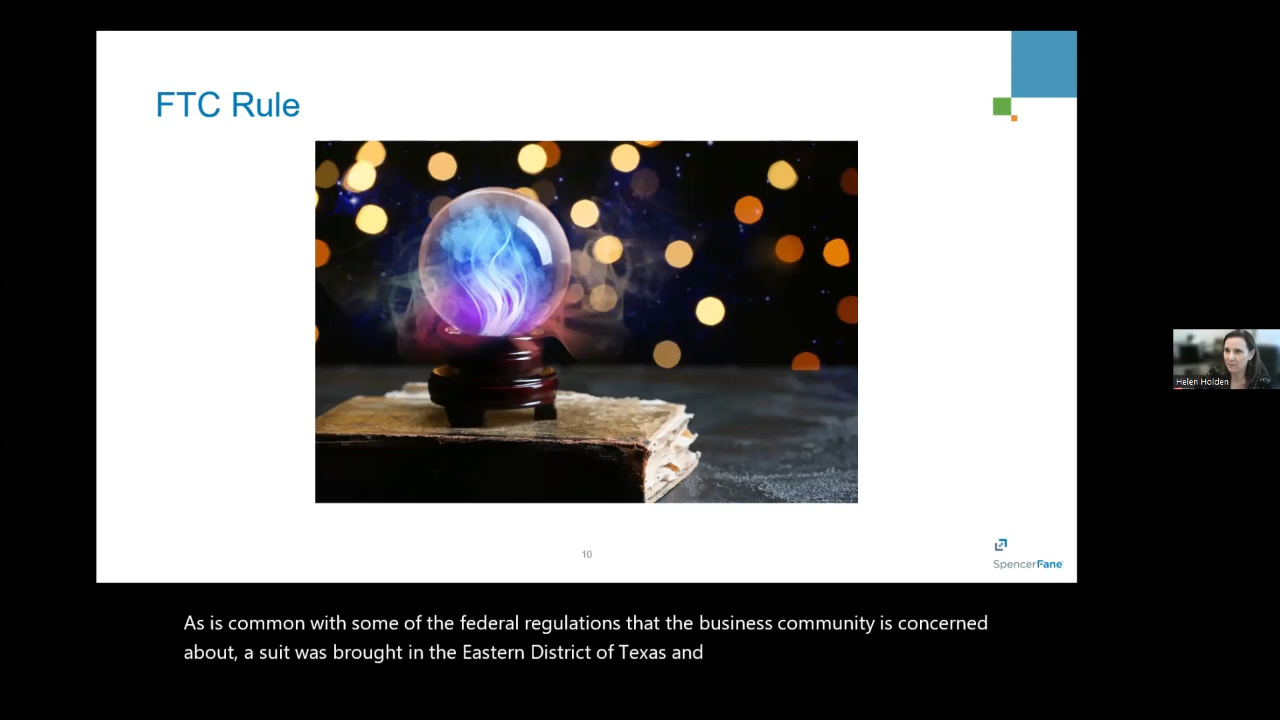 FTC Rule
Helen Holden
10
SpencerFane
As is common with some of the federal regulations that the business community is concerned
about, a suit was brought in the Eastern District of Texas and